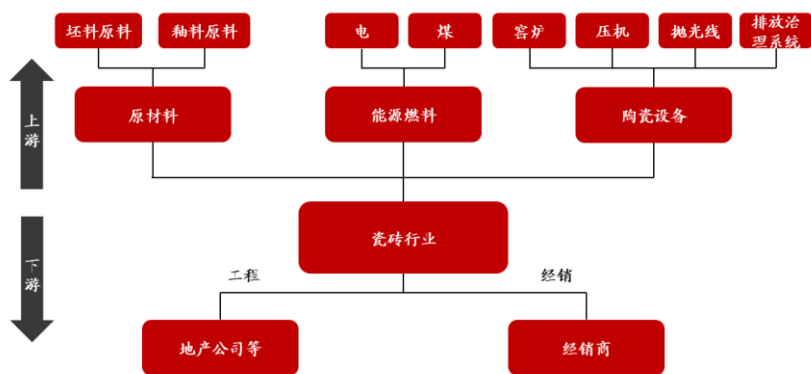 坯料原料
釉料原料
电
煤
窑炉
压机
抛光线
排放治
理系统
上游
原材料
能源燃料
陶瓷设备
瓷砖行业
下游
工程
经销
地产公司等
经销商